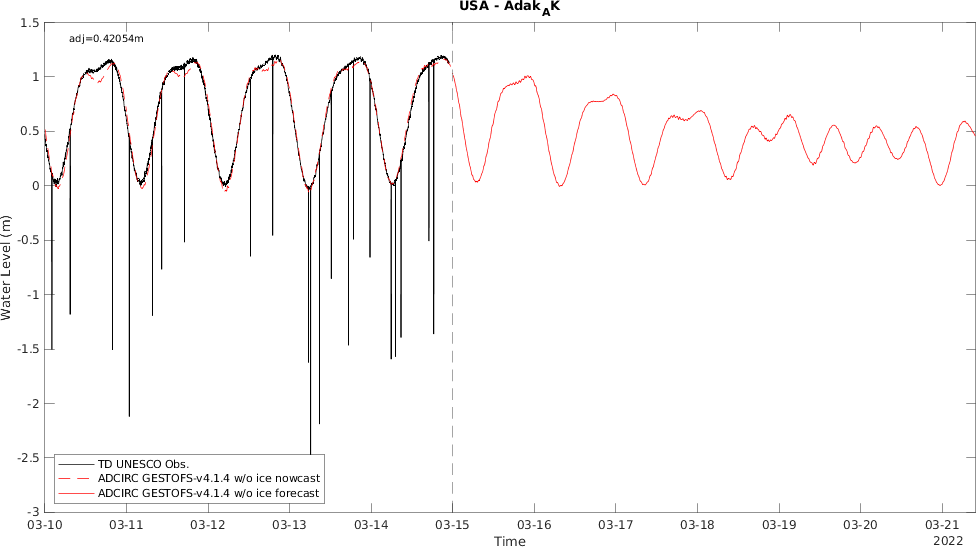 USA - Adak_AK
adj=0.42054m
1.5
1
0.5
0
-0.5
-1
-1.5
-2
-2.5
-3
Water Level (m)
TD UNESCO Obs.
ADCIRC GESTOFS-v4.1.4 w/o ice nowcast
ADCIRC GESTOFS-v4.1.4 w/o ice forecast
03-10 03-11 03-12 03-13 03-14 03-15 03-16 03-17 03-18 03-19 03-20 03-21
Time
2022